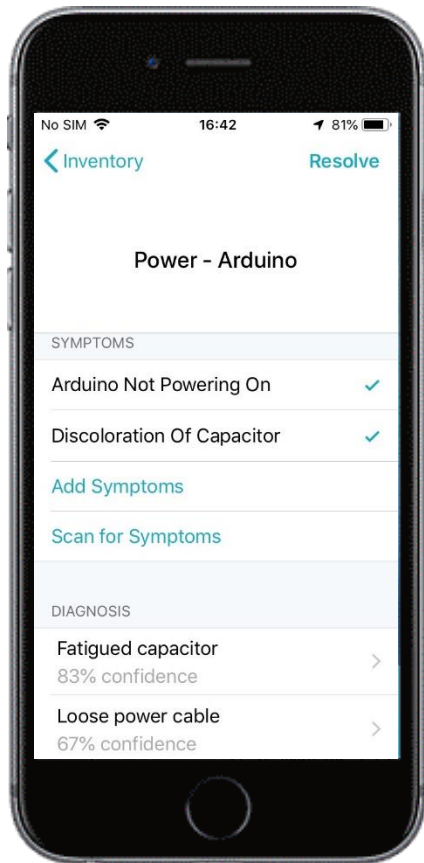 No SIM 16:42 81%
Inventory Resolve
Power - Arduino
SYMPTOMS
Arduino Not Powering On
Discoloration Of Capacitor
Add Symptoms
Scan for Symptoms
DIAGNOSIS
Fatigued capacitor
83% confidence
Loose power cable
67% confidence